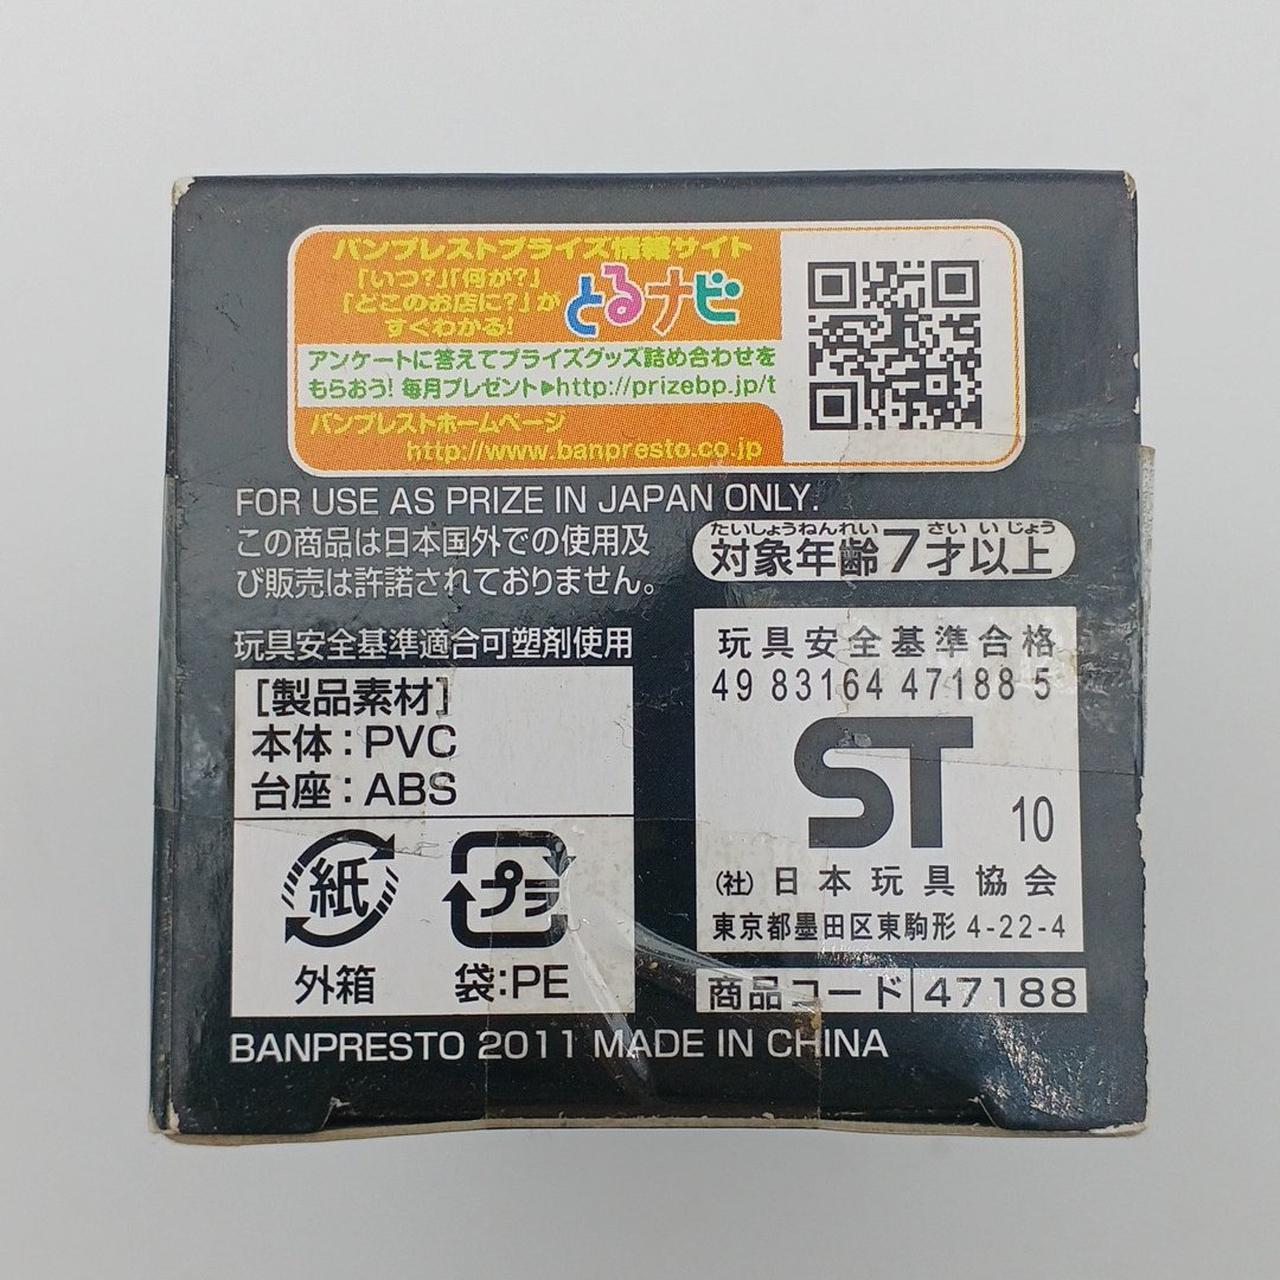 バンプレストプライズ情報サイト
「いつ?」「何が?」
「どこのお店に?」が
すぐわかる!
とるナビ
アンケートに答えてプライズグッズ詰め合わせを
もらおう! 毎月プレゼント▶http://prizebp.jp/t
バンプレストホームページ
http://www.banpresto.co.jp
FOR USE AS PRIZE IN JAPAN ONLY.
この商品は日本国外での使用及
び販売は許諾されておりません。
たいしょうねんれい さい いじょう
対象年齢7才以上
玩具安全基準適合可塑剤使用
[製品素材]
本体:PVC
台座:ABS
紙
外箱
プラ
袋:PE
玩具安全基準合格
49 83164 47188 5
ST
10
(社)日本玩具協会
東京都墨田区東駒形 4-22-4
商品コード 47188
BANPRESTO 2011 MADE IN CHINA